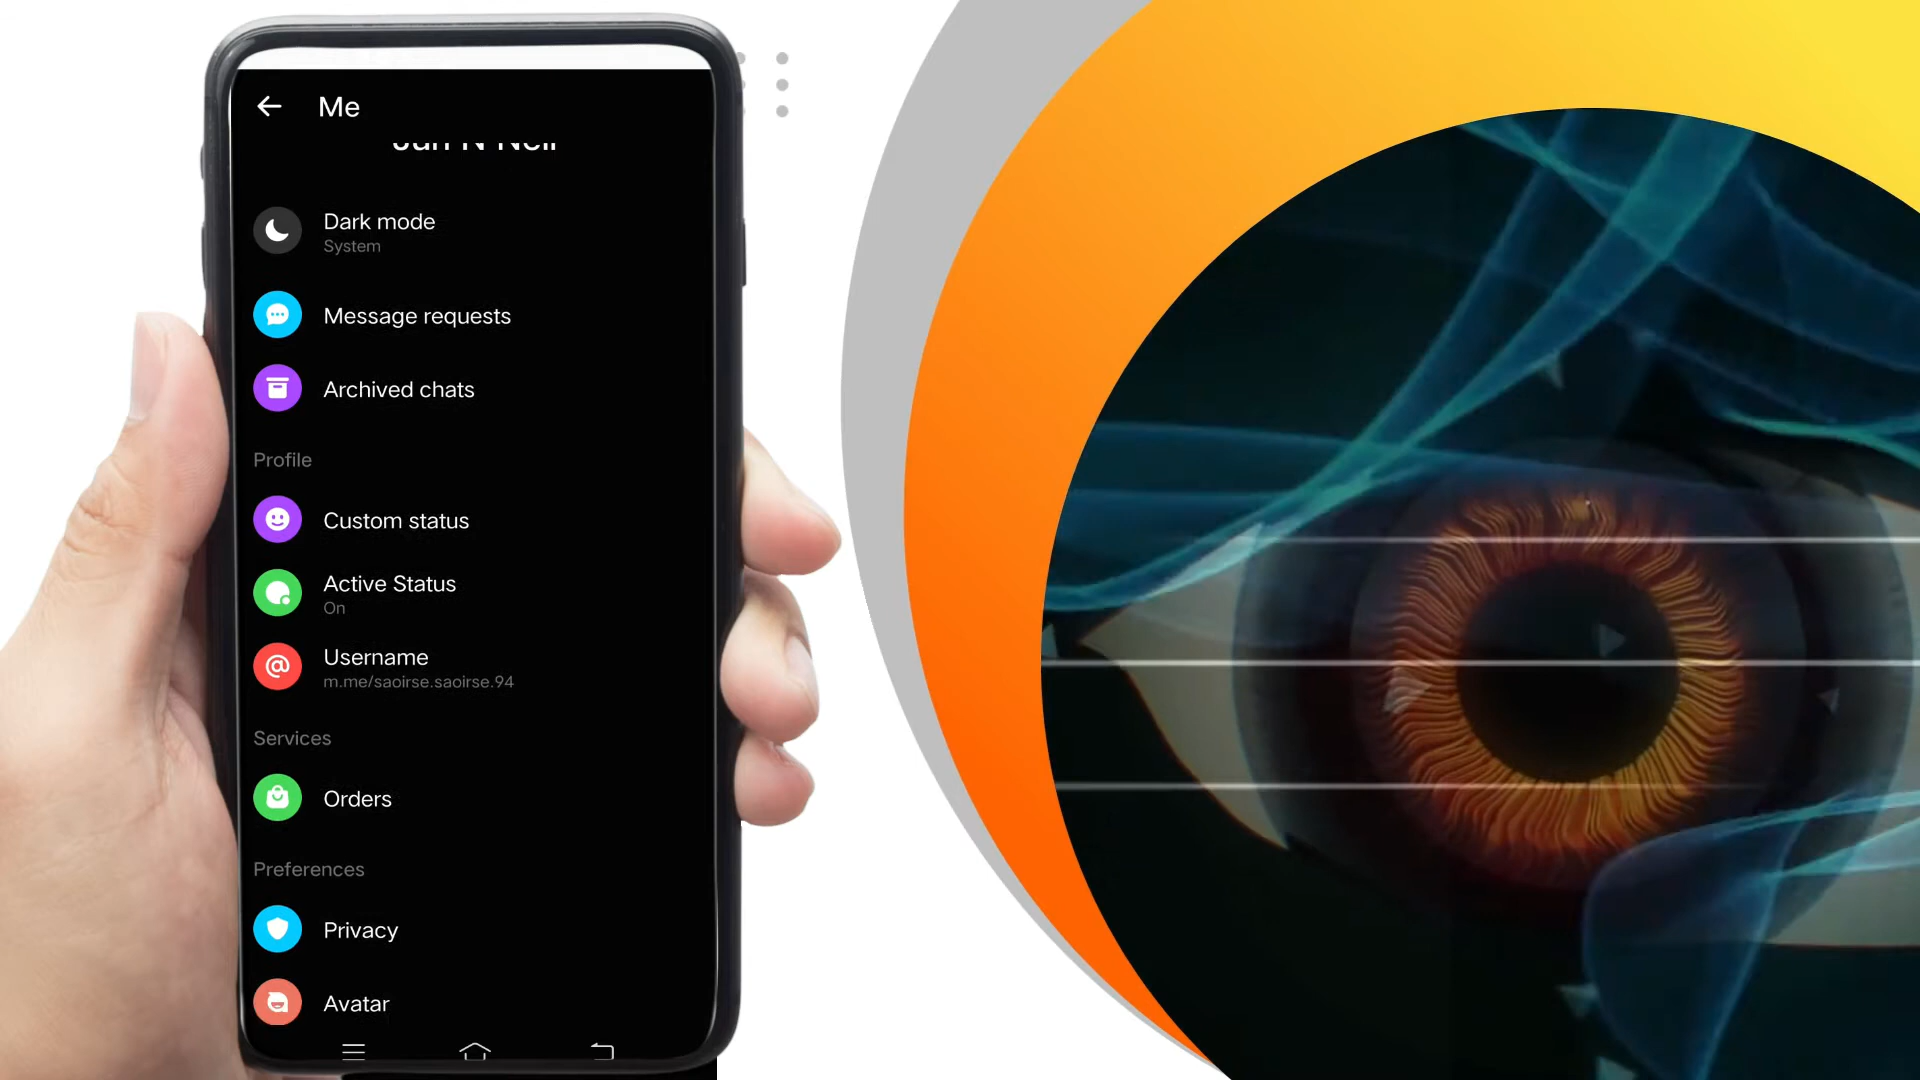 Me
Dark mode
System
Message requests
Archived chats
Profile
Custom status
Active Status
On
Username
m.me/saoirse.saoirse.94
Services
Orders
Preferences
Privacy
Avatar